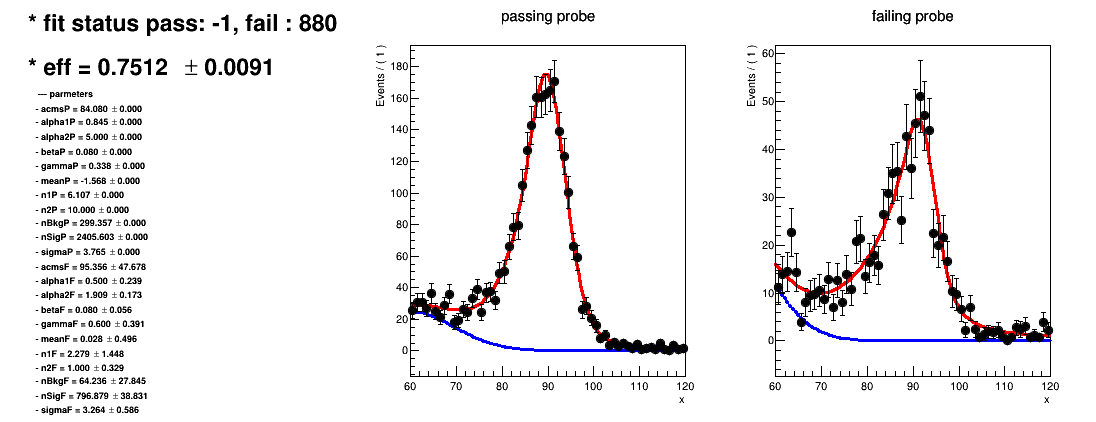 * fit status pass: -1, fail : 880
* eff = 0.7512 ± 0.0091
--- parmeters
- acmsP = 84.080 ± 0.000
- alpha1P = 0.845 ± 0.000
- alpha2P = 5.000 ± 0.000
- betaP = 0.080 ± 0.000
- gammaP = 0.338 ± 0.000
- meanP = -1.568 ± 0.000
- n1P = 6.107 ± 0.000
- n2P = 10.000 ± 0.000
- nBkgP = 299.357 ± 0.000
- nSigP = 2405.603 ± 0.000
- sigmaP = 3.765 ± 0.000
- acmsF = 95.356 ± 47.678
- alpha1F = 0.500 ± 0.239
- alpha2F = 1.909 ± 0.173
- betaF = 0.080 ± 0.056
- gammaF = 0.600 ± 0.391
- meanF = 0.028 ± 0.496
- n1F = 2.279 ± 1.448
- n2F = 1.000 ± 0.329
- nBkgF = 64.236 ± 27.845
- nSigF = 796.879 ± 38.831
- sigmaF = 3.264 ± 0.586
passing probe
Events / ( 1 )
180
160
140
120
100
80
60
40
20
0
60 70 80 90 100 110 120
x
failing probe
Events / ( 1 )
60
50
40
30
20
10
0
60 70 80 90 100 110 120
x